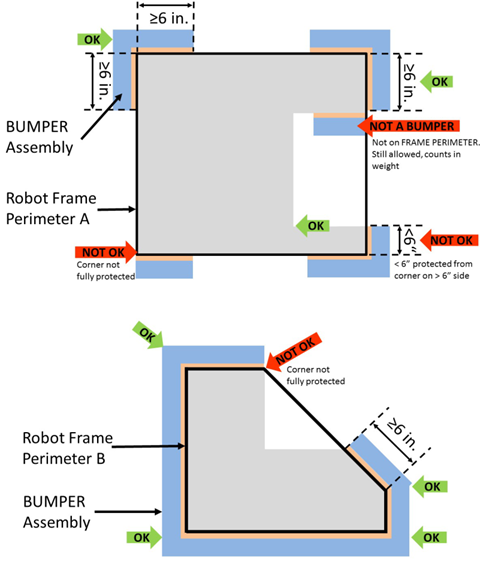 ≥6 in.
OK
≥6 in.
≥6 in.
OK
BUMPER
Assembly
NOT A BUMPER
Not on FRAME PERIMETER.
Still allowed, counts in
weight
Robot Frame
Perimeter A
OK
NOT OK
Corner not
fully protected
<6”
NOT OK
< 6” protected from
corner on > 6” side
OK
NOT OK
Corner not
fully protected
≥6 in.
Robot Frame
Perimeter B
OK
BUMPER
Assembly
OK
OK